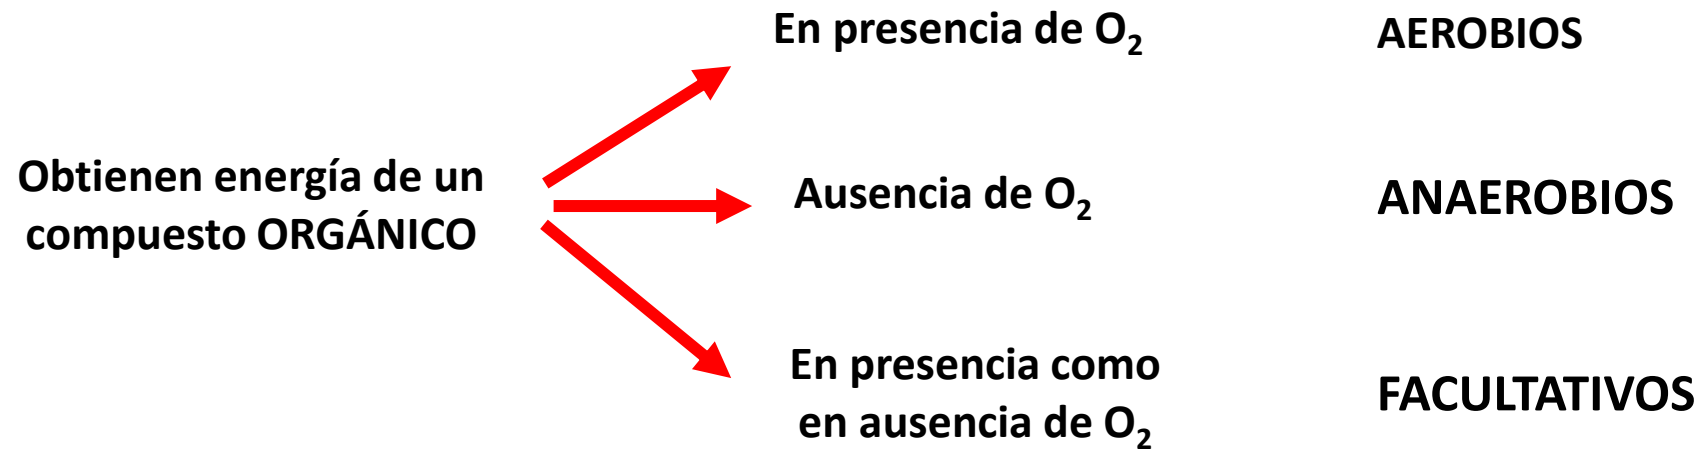 En presencia de O₂
AEROBIOS
Obtienen energía de un
compuesto ORGÁNICO
Ausencia de O₂
ANAEROBIOS
En presencia como
en ausencia de O₂
FACULTATIVOS